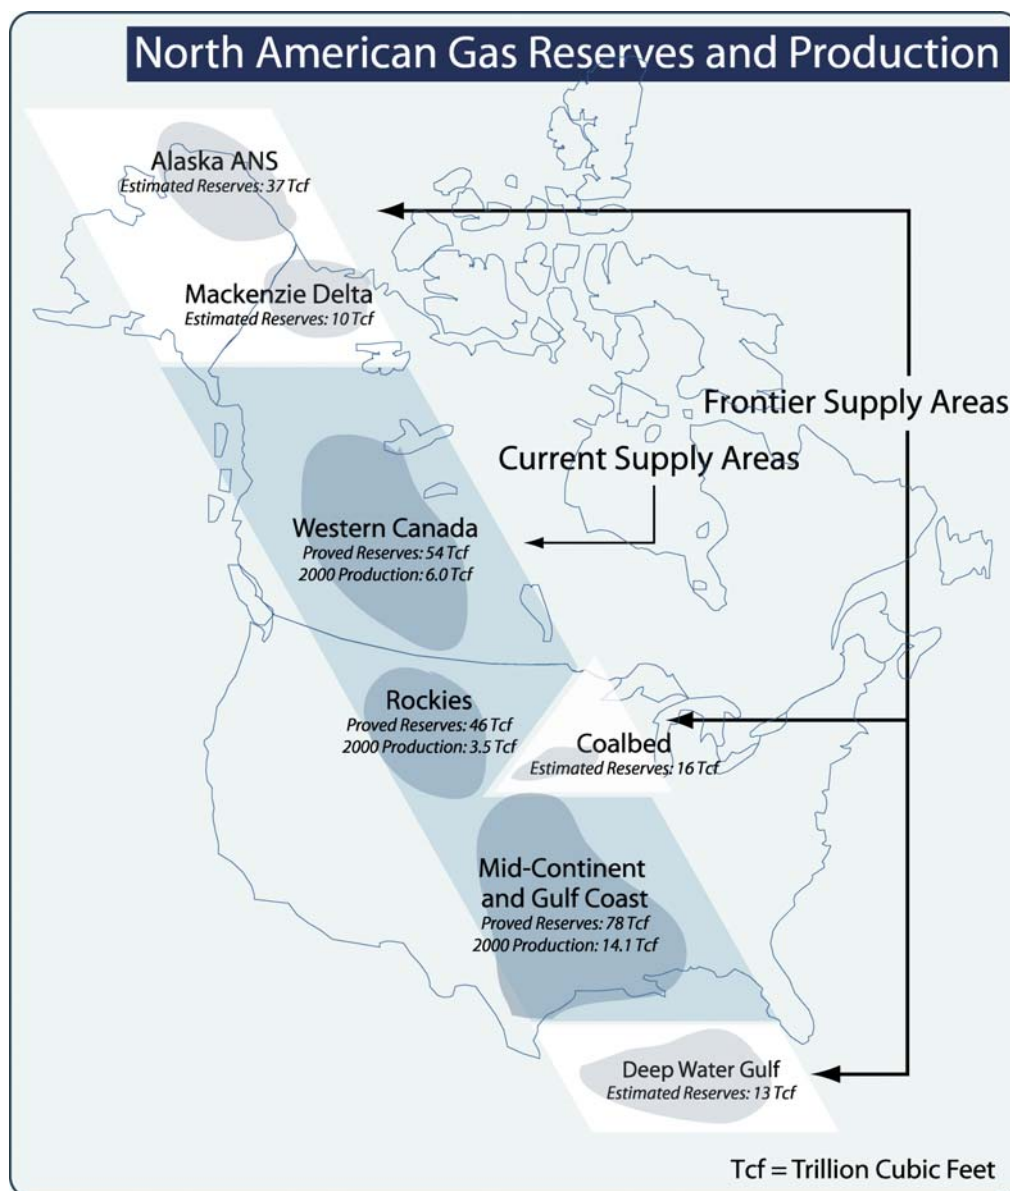 North American Gas Reserves and Production
Alaska ANS
Estimated Reserves: 37 Tcf
Mackenzie Delta
Estimated Reserves: 10 Tcf
Frontier Supply Areas
Current Supply Areas
Western Canada
Proved Reserves: 54 Tcf
2000 Production: 6.0 Tcf
Rockies
Proved Reserves: 46 Tcf
2000 Production: 3.5 Tcf
Coalbed
Estimated Reserves: 16 Tcf
Mid-Continent
and Gulf Coast
Proved Reserves: 78 Tcf
2000 Production: 14.1 Tcf
Deep Water Gulf
Estimated Reserves: 13 Tcf
Tcf = Trillion Cubic Feet